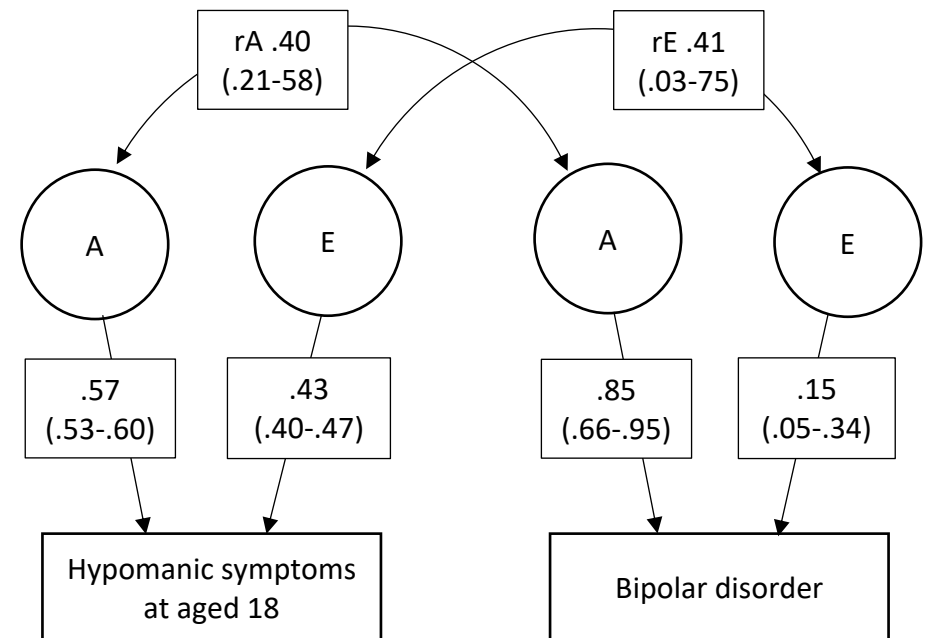 rA .40
(.21-58)
rE .41
(.03-75)
A
E
A
E
.57
(.53-.60)
.43
(.40-.47)
.85
(.66-.95)
.15
(.05-.34)
Hypomanic symptoms
at aged 18
Bipolar disorder